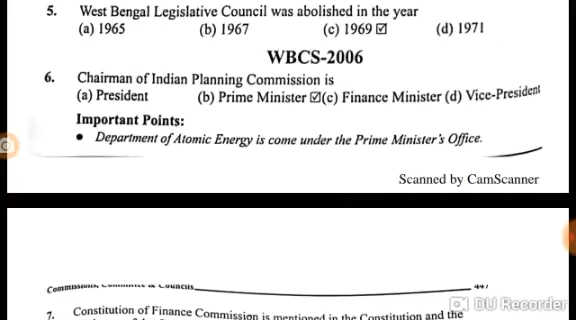 5. West Bengal Legislative Council was abolished in the year
(a) 1965 (b) 1967 (c) 1969 ☑ (d) 1971
WBCS-2006
6. Chairman of Indian Planning Commission is
(a) President (b) Prime Minister ☑(c) Finance Minister (d) Vice-President
Important Points:
• Department of Atomic Energy is come under the Prime Minister's Office.
Scanned by CamScanner
DU Recorder
7. Constitution of Finance Commission is mentioned in the Constitution and the